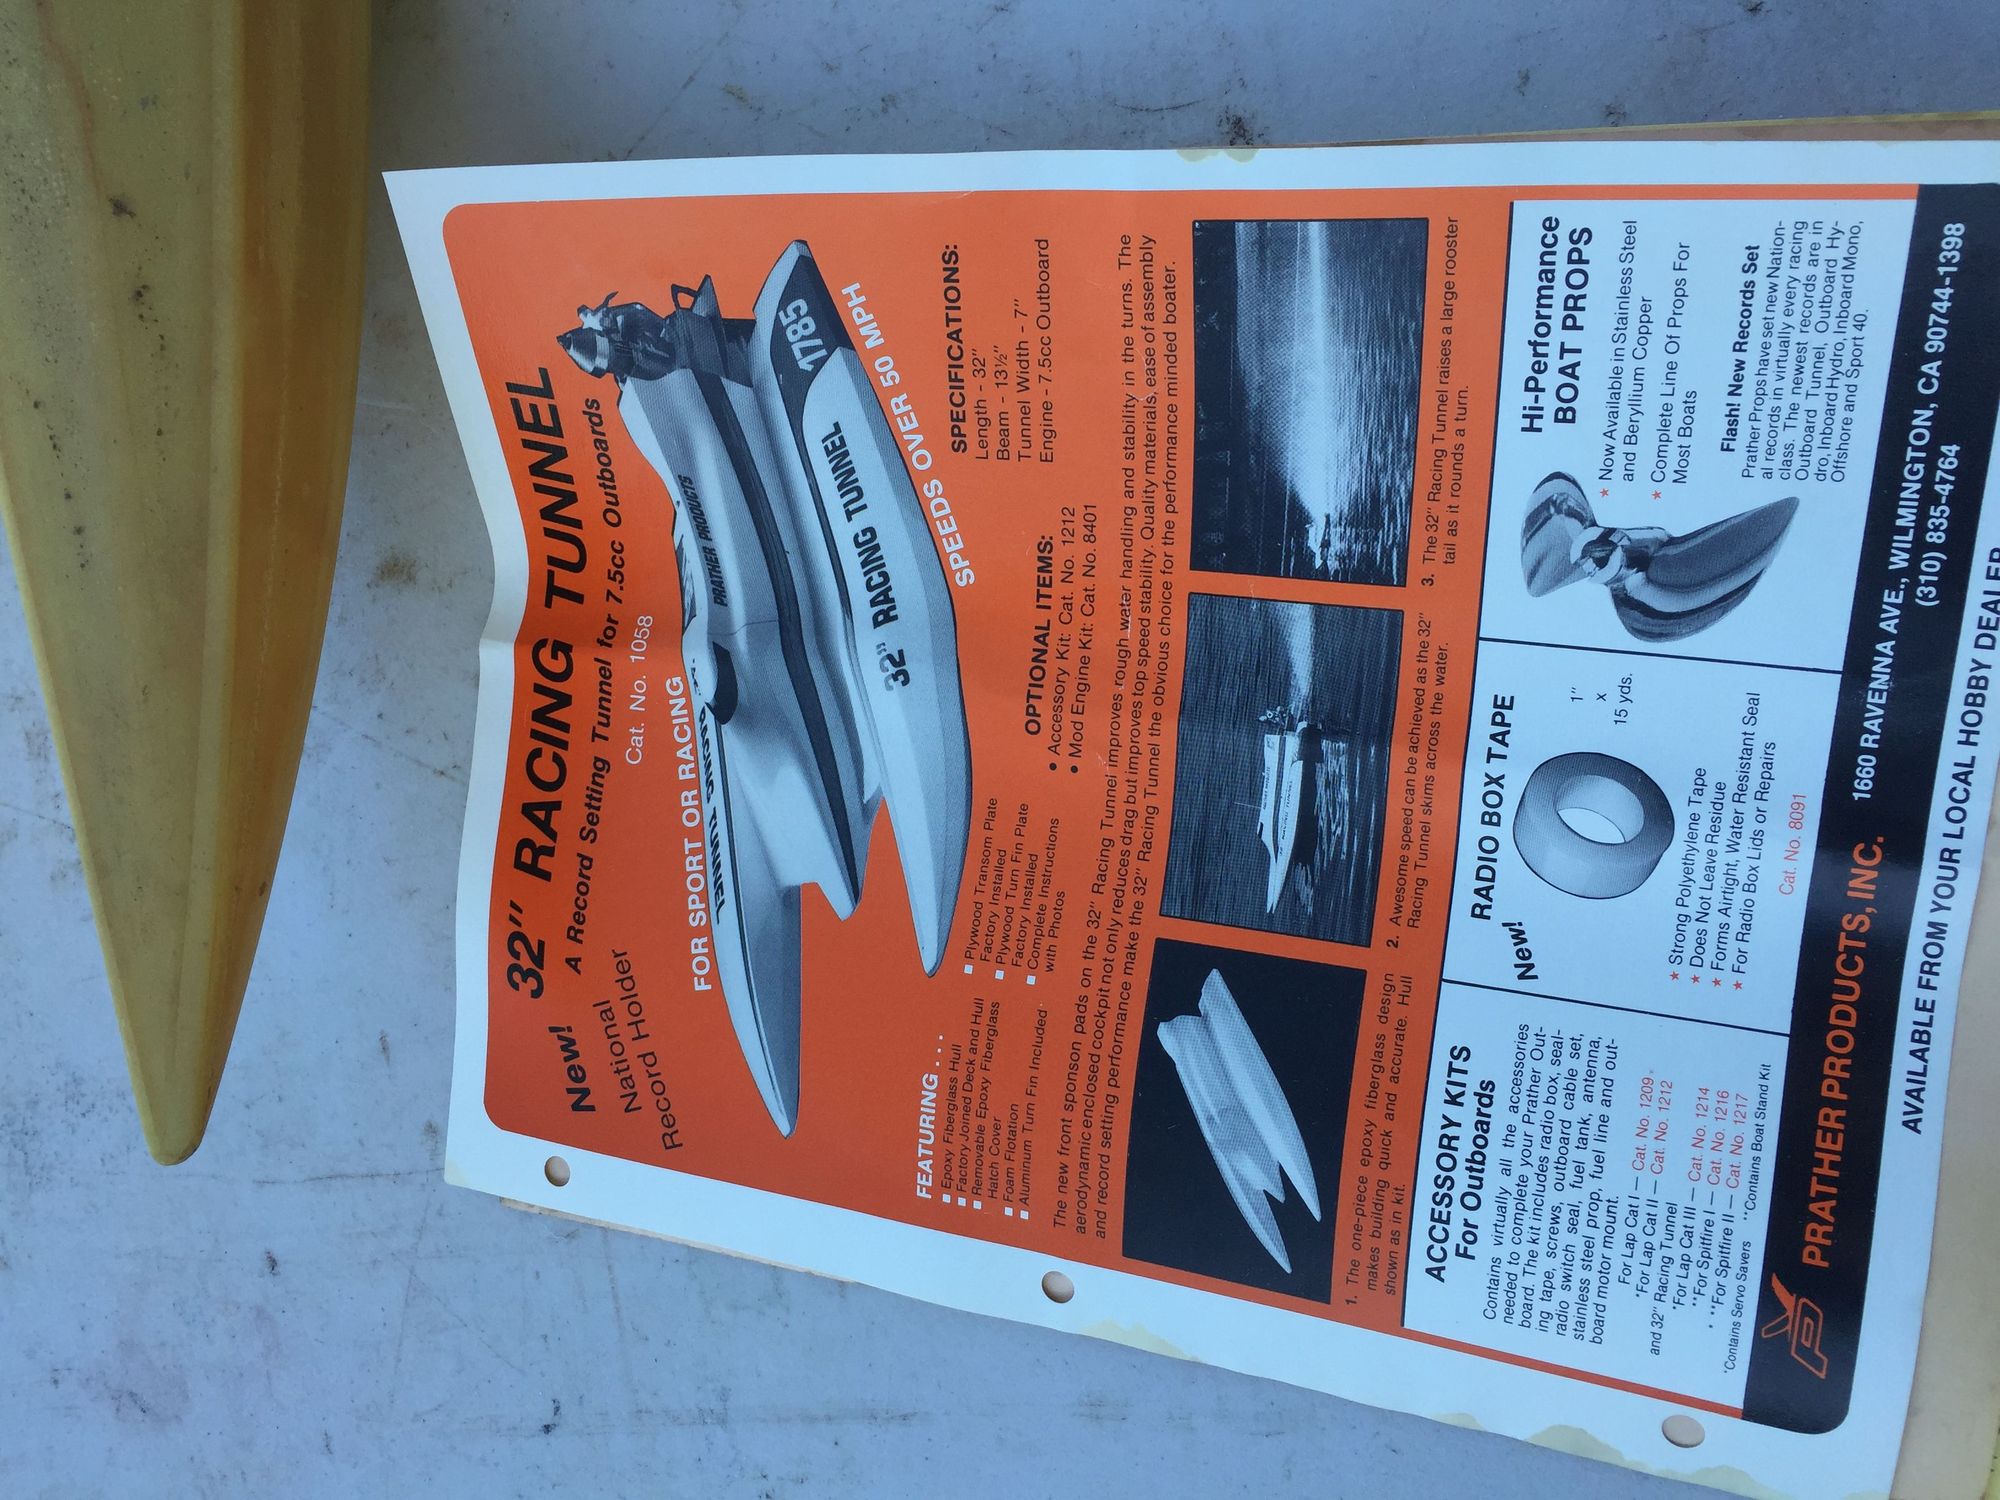 New! 32" RACING TUNNEL
A Record Setting Tunnel for 7.5cc Outboards
National
Record Holder
Cat. No. 1058
FOR SPORT OR RACING
TENNUT
PRATHER PRODUCTS
32" RACING TUNNEL
1785
SPEEDS OVER 50 MPH
FEATURING . . .
Epoxy Fiberglass Hull
Factory Joined Deck and Hull
Removable Epoxy Fiberglass
Hatch Cover
Foam Flotation
Aluminum Turn Fin Included
Plywood Transom Plate
Factory Installed
Plywood Turn Fin Plate
Factory Installed
Complete Instructions
with Photos
OPTIONAL ITEMS:
• Accessory Kit: Cat. No. 1212
• Mod Engine Kit: Cat. No. 8401
SPECIFICATIONS:
Length - 32"
Beam - 13½"
Tunnel Width - 7"
Engine - 7.5cc Outboard
The new front sponson pads on the 32" Racing Tunnel improves rough water handling and stability in the turns. The
aerodynamic enclosed cockpit not only reduces drag but improves top speed stability. Quality materials, ease of assembly
and record setting performance make the 32" Racing Tunnel the obvious choice for the performance minded boater.
1. The one-piece epoxy fiberglass design
makes building quick and accurate. Hull
shown as in kit.
2. Awesome speed can be achieved as the 32"
Racing Tunnel skims across the water.
3. The 32" Racing Tunnel raises a large rooster
tail as it rounds a turn.
ACCESSORY KITS
For Outboards
Contains virtually all the accessories
needed to complete your Prather Out-
board. The kit includes radio box, seal-
ing tape, screws, outboard cable set,
radio switch seal, fuel tank, antenna,
stainless steel prop, fuel line and out-
board motor mount.
For Lap Cat I — Cat. No. 1209
*For Lap Cat II — Cat. No. 1212
and 32" Racing Tunnel
*For Lap Cat III — Cat. No. 1214
**For Spitfire I — Cat. No. 1216
**For Spitfire II — Cat. No. 1217
*Contains Servo Savers **Contains Boat Stand Kit
New!
RADIO BOX TAPE
1"
x
15 yds.
★ Strong Polyethylene Tape
★ Does Not Leave Residue
★ Forms Airtight, Water Resistant Seal
★ For Radio Box Lids or Repairs
Cat. No. 8091
Hi-Performance
BOAT PROPS
★ Now Available in Stainless Steel
and Beryllium Copper
★ Complete Line Of Props For
Most Boats
Flash! New Records Set
Prather Props have set new Nation-
al records in virtually every racing
class. The newest records are in
Outboard Tunnel, Outboard Hy-
dro, Inboard Hydro, Inboard Mono,
Offshore and Sport 40.
PRATHER PRODUCTS, INC.
1660 RAVENNA AVE., WILMINGTON, CA 90744-1398
(310) 835-4764
AVAILABLE FROM YOUR LOCAL HOBBY DEALER